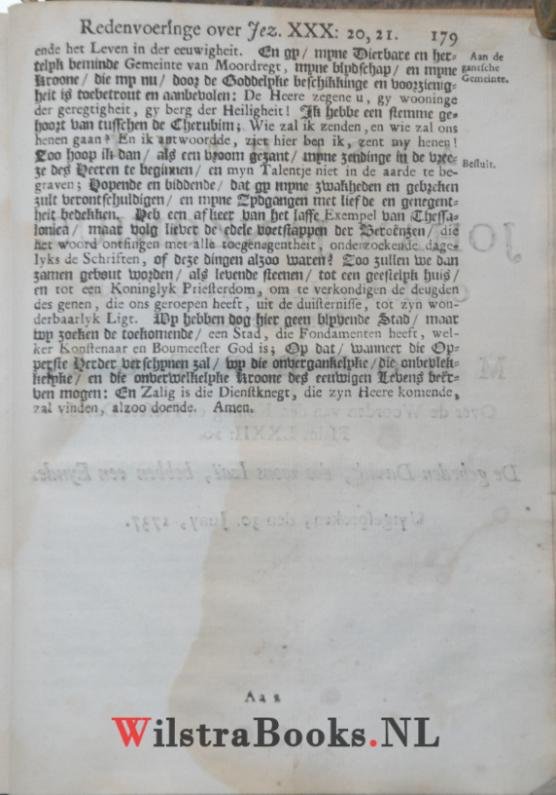 Redenvoeringe over Jez. XXX: 20, 21. 179
ende het Leven in der eeuwigheit. En gy / myne Dierbare en her-
telyk beminde Gemeinte van Moordregt, myne blydschap / en myne
Kroone / die my nu / door de Goddelyke beschikkinge en voorzienig-
heit is toebetrout en aanbevolen: De Heere zegene u, gy wooninge
der geregtigheit, gy berg der Heiligheit! Ik hebbe een stemme ge-
hoort van tusschen de Cherubim; Wie zal ik zenden, en wie zal ons
henen gaan? En ik antwoordde, ziet hier ben ik, zent my henen!
Zoo hoop ik dan / als een vroom gezant / myne zendinge in de vree-
ze des Heeren te beginnen / en myn Talentje niet in de aarde te be-
graven; Hopende en biddende / dat gy myne zwakheden en gebreken
zult verontschuldigen / en myne Lydgangen met liefde en genegent-
heit bedekken. Heb een afkeer van het lasse Exempel van Thessa-
lonica / maar volg liever de edele voetstappen der Beroënzen / die
het woord ontfingen met alle toegenegentheit, onderzoekende dage-
lyks de Schriften, of deze dingen alzoo waren? Zoo zullen we dan
zamen gebout worden / als levende steenen / tot een geestelyk huis /
en tot een Koninglyk Priesterdom, om te verkondigen de deugden
des genen, die ons geroepen heeft, uit de duisternisse, tot zyn won-
derbaarlyk Ligt. Wy hebben dog hier geen blyvende Stad / maar
wy zoeken de toekomende / een Stad, die Fondamenten heeft, wel-
ker Konstenaar en Boumeester God is; Op dat / wanneer die Op-
perste Herder verschynen zal / wy die onvergankelyke / die onbevlek-
kelyke / en die onverwelkelyke Kroone des eeuwigen Levens beër-
ven mogen: En Zalig is die Dienstknegt, die zyn Heere komende,
zal vinden, alzoo doende. Amen.
Aan de
gansche
Gemeinte.
Besluit.
Aa 2
WilstraBooks.NL